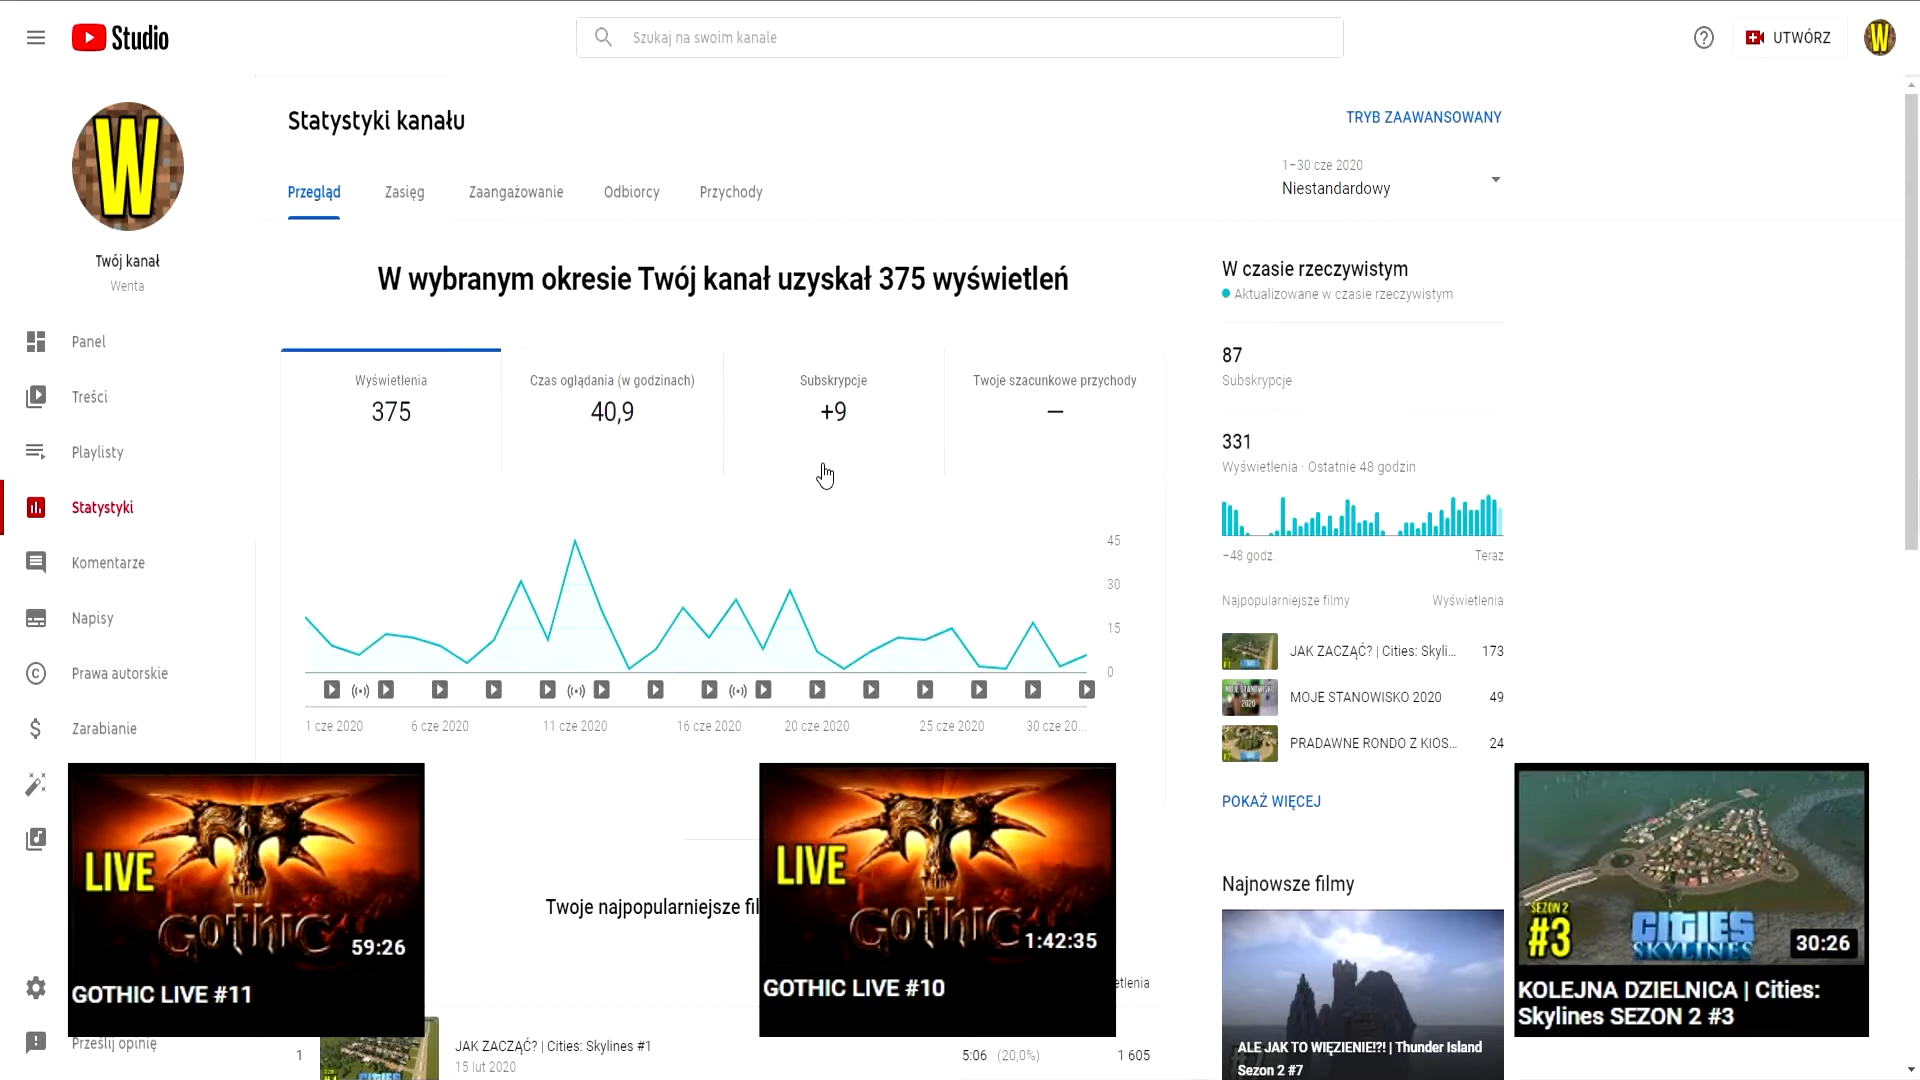 Studio
Szukaj na swoim kanale
UTWÓRZ
W
W
Twój kanał
Wenta
Panel
Treści
Playlisty
Statystyki
Komentarze
Napisy
Prawa autorskie
Zarabianie
Prześlij opinię
Statystyki kanału
TRYB ZAAWANSOWANY
Przegląd
Zasięg
Zaangażowanie
Odbiorcy
Przychody
1–30 cze 2020
Niestandardowy
W wybranym okresie Twój kanał uzyskał 375 wyświetleń
Wyświetlenia
375
Czas oglądania (w godzinach)
40,9
Subskrypcje
+9
Twoje szacunkowe przychody
—
45
30
15
0
1 cze 2020
6 cze 2020
11 cze 2020
16 cze 2020
20 cze 2020
25 cze 2020
30 cze 20...
W czasie rzeczywistym
Aktualizowane w czasie rzeczywistym
87
Subskrypcje
331
Wyświetlenia · Ostatnie 48 godzin
−48 godz.
Teraz
Najpopularniejsze filmy
Wyświetlenia
JAK ZACZĄĆ? | Cities: Skyli...
173
MOJE STANOWISKO 2020
49
PRADAWNE RONDO Z KIOS...
24
POKAŻ WIĘCEJ
Najnowsze filmy
ALE JAK TO WIĘZIENIE!?! | Thunder Island
Sezon 2 #7
Twoje najpopularniejsze fil
etlenia
1
JAK ZACZĄĆ? | Cities: Skylines #1
15 lut 2020
5:06 (20,0%)
1 605
LIVE
GOTHIC
59:26
GOTHIC LIVE #11
LIVE
GOTHIC
1:42:35
GOTHIC LIVE #10
SEZON 2
#3
CITIES
SKYLINES
30:26
KOLEJNA DZIELNICA | Cities:
Skylines SEZON 2 #3